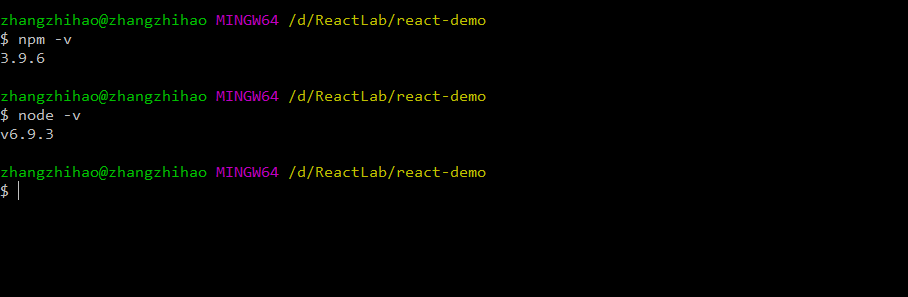 zhangzhihao@zhangzhihao MINGW64 /d/ReactLab/react-demo
$ npm -v
3.9.6
zhangzhihao@zhangzhihao MINGW64 /d/ReactLab/react-demo
$ node -v
v6.9.3
zhangzhihao@zhangzhihao MINGW64 /d/ReactLab/react-demo
$